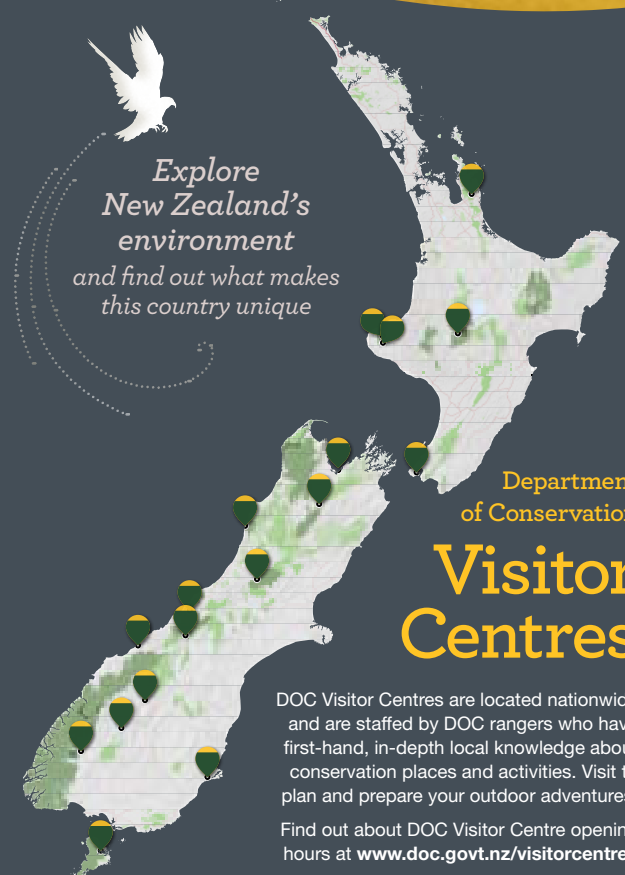 Explore
New Zealand's
environment
and find out what makes
this country unique
Departmen
of Conservation
Visitor
Centres
DOC Visitor Centres are located nationwid
and are staffed by DOC rangers who hav
first-hand, in-depth local knowledge abou
conservation places and activities. Visit t
plan and prepare your outdoor adventures
Find out about DOC Visitor Centre openin
hours at www.doc.govt.nz/visitorcentre